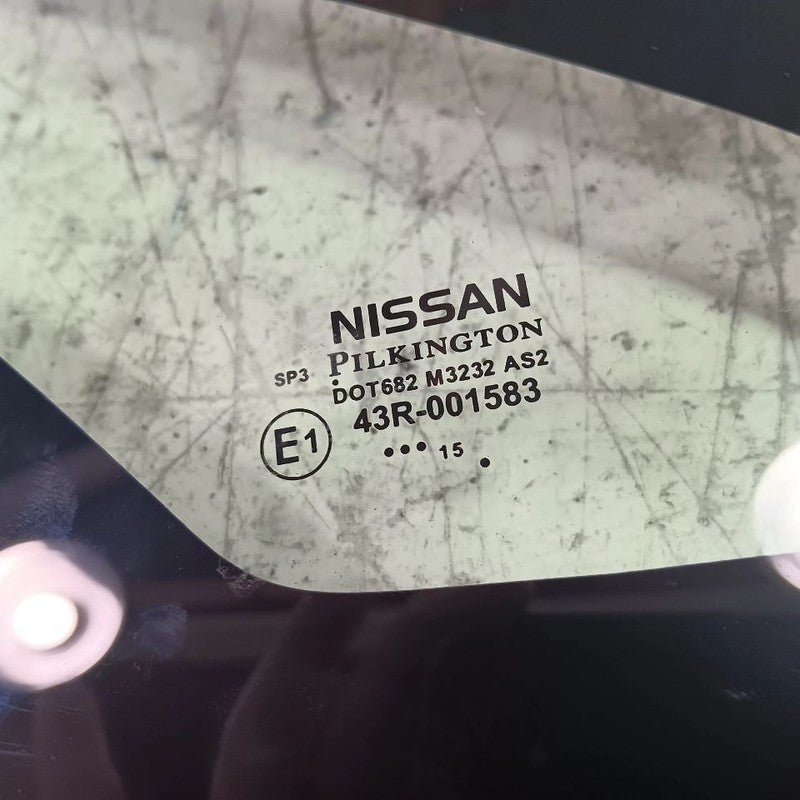 NISSAN
SP3 PILKINGTON
DOT682 M3232 AS2
E1 43R-001583
••• 15 •